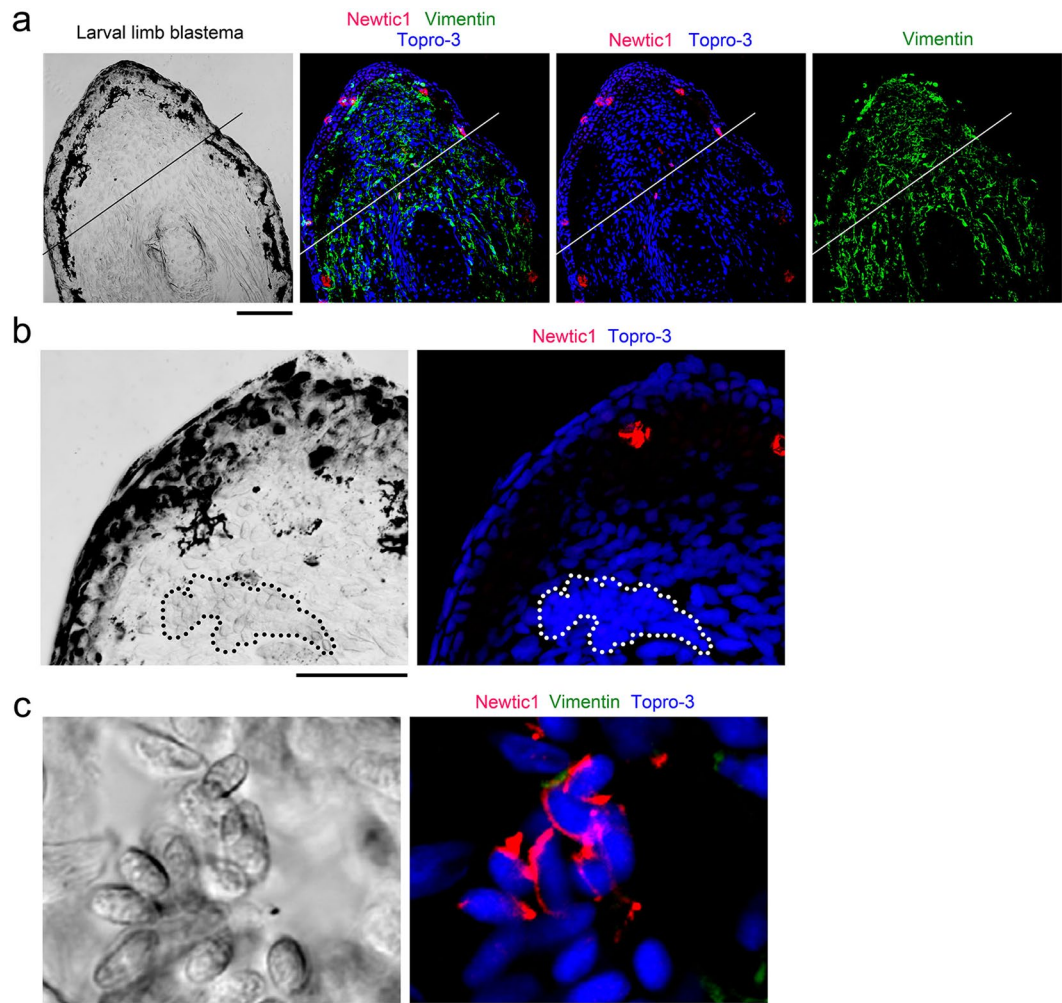 a
Larval limb blastema
Newtic1 Vimentin
Topro-3
Newtic1 Topro-3
Vimentin
b
Newtic1 Topro-3
c
Newtic1 Vimentin Topro-3